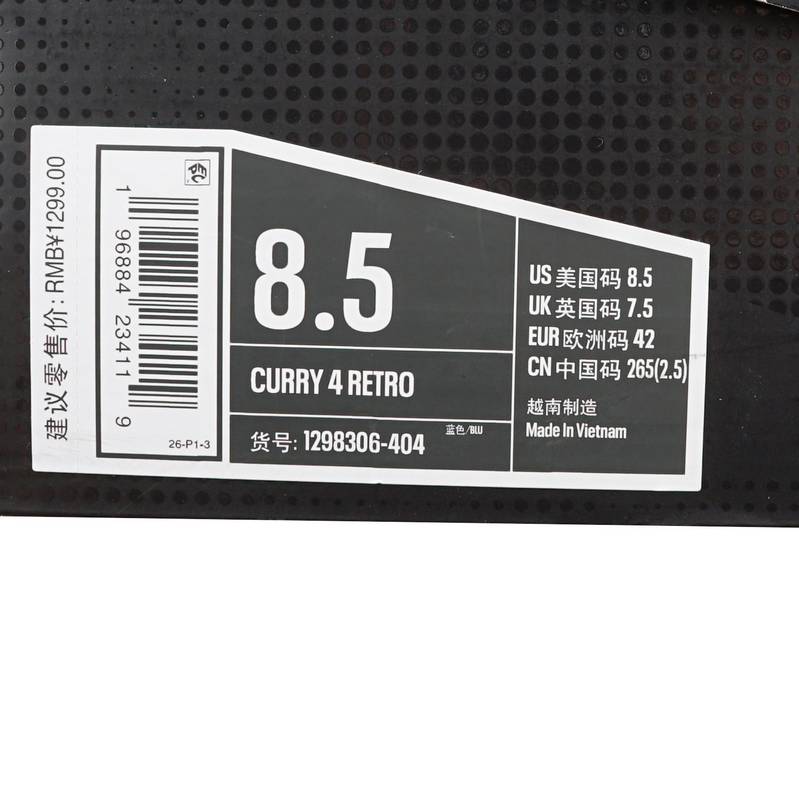 建议零售价: RMB¥1299.00
EPC
1 96884 23411 9
26-P1-3
8.5
CURRY 4 RETRO
货号: 1298306-404
蓝色/BLU
US 美国码 8.5
UK 英国码 7.5
EUR 欧洲码 42
CN 中国码 265(2.5)
越南制造
Made In Vietnam